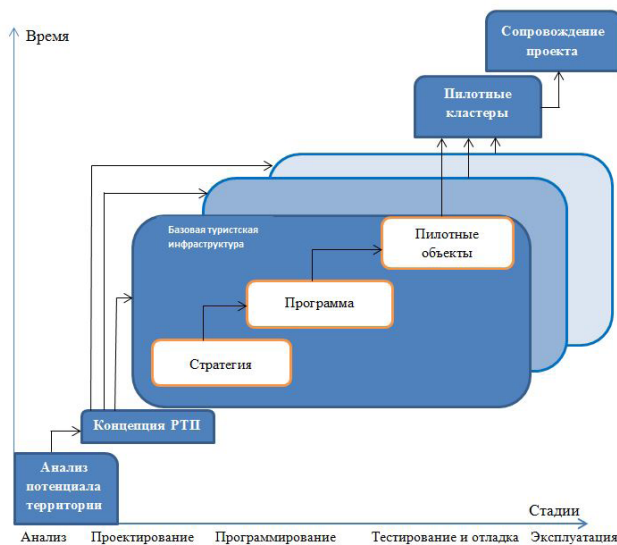 Время
Сопровождение
проекта
Пилотные
кластеры
Базовая туристская
инфраструктура
Пилотные
объекты
Программа
Стратегия
Концепция РТП
Анализ
потенциала
территории
Стадии
Анализ Проектирование Программирование Тестирование и отладка Эксплуатация